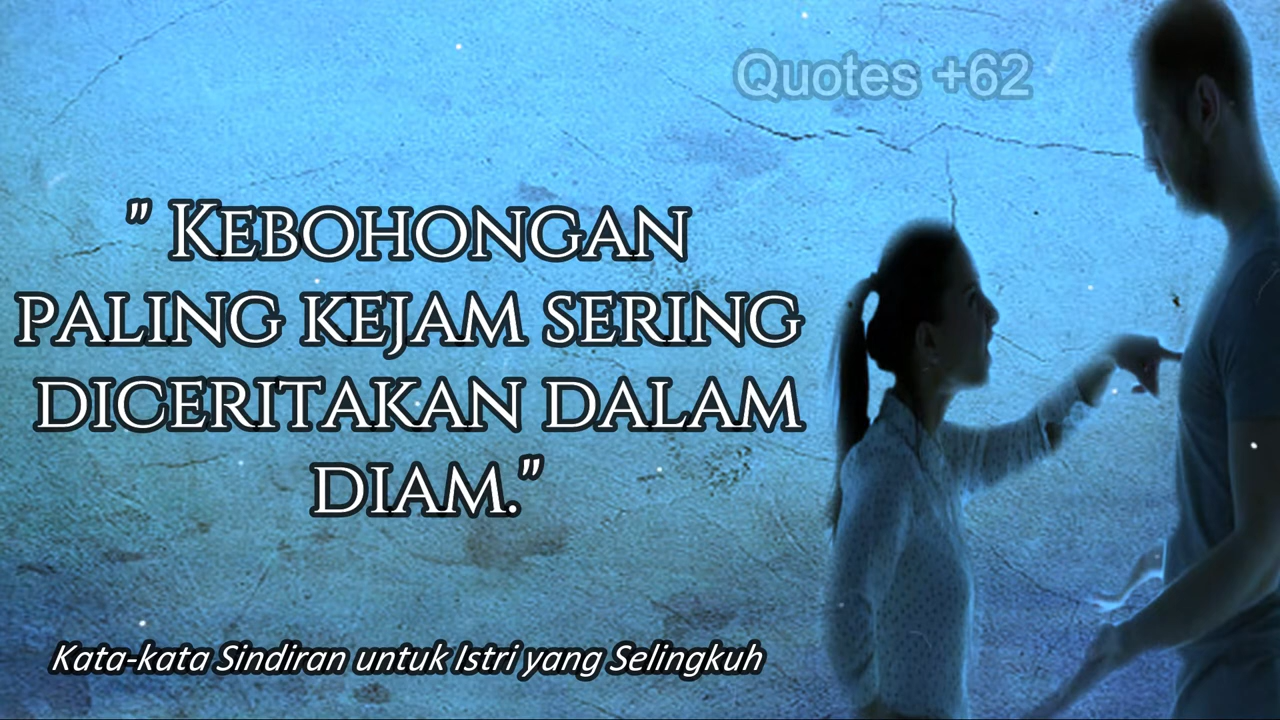 Quotes +62
" KEBOHONGAN
PALING KEJAM SERING
DICERITAKAN DALAM
DIAM."
Kata-kata Sindiran untuk Istri yang Selingkuh